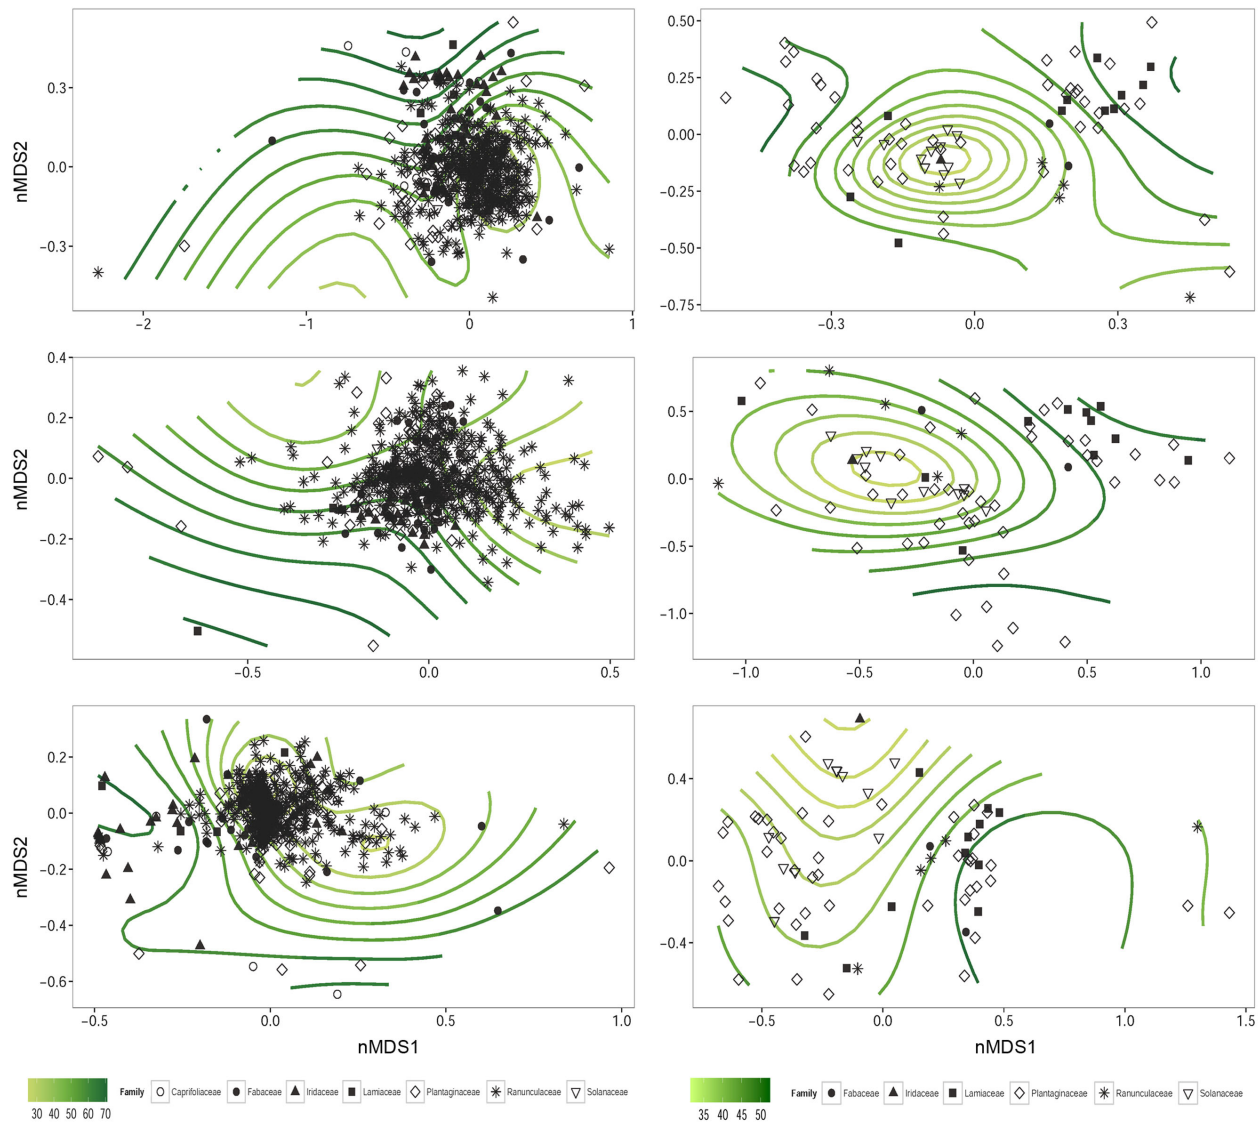 0.50
0.3
0.25
nMDS2
0.0
0.00
−0.25
−0.3
−0.50
−0.75
−2 −1 0 1
−0.3 0.0 0.3
0.4
0.2
0.5
nMDS2
0.0
0.0
−0.2
−0.5
−0.4
−1.0
−0.5 0.0 0.5
−1.0 −0.5 0.0 0.5 1.0
0.2
0.4
0.0
nMDS2
−0.2
0.0
−0.4
−0.4
−0.6
−0.5 0.0 0.5 1.0
−0.5 0.0 0.5 1.0 1.5
nMDS1
nMDS1
Family Caprifoliaceae Fabaceae Iridaceae Lamiaceae Plantaginaceae Ranunculaceae Solanaceae
30 40 50 60 70
Family Fabaceae Iridaceae Lamiaceae Plantaginaceae Ranunculaceae Solanaceae
35 40 45 50